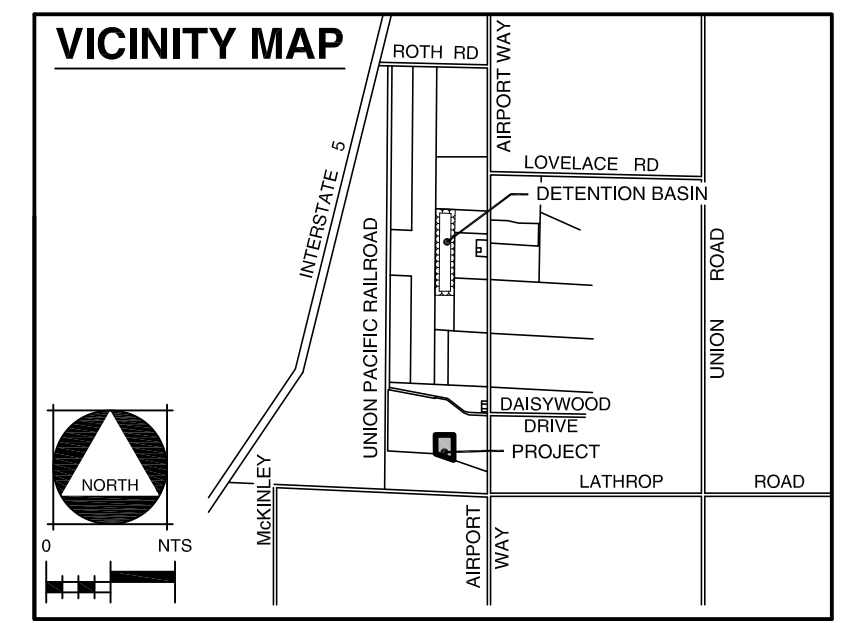 VICINITY MAP
ROTH RD
AIRPORT WAY
INTERSTATE 5
LOVELACE RD
DETENTION BASIN
UNION PACIFIC RAILROAD
UNION ROAD
DAISYWOOD
DRIVE
PROJECT
LATHROP ROAD
McKINLEY
AIRPORT
WAY
NORTH
0 NTS